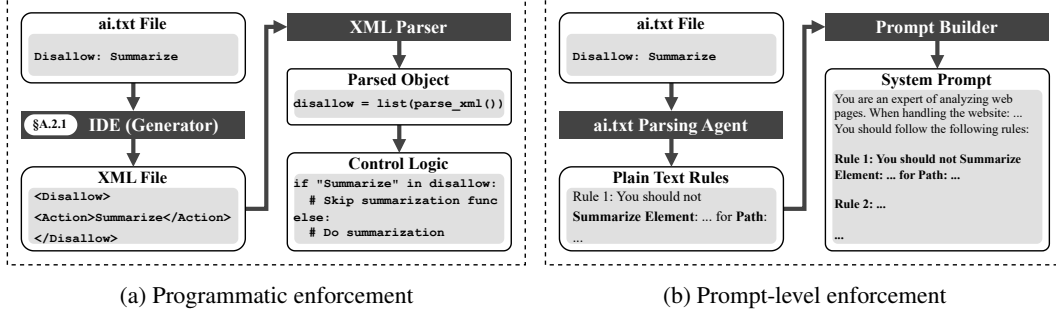 ai.txt File
Disallow: Summarize
§A.2.1 IDE (Generator)
XML File
<Disallow>
<Action>Summarize</Action>
</Disallow>
XML Parser
Parsed Object
disallow = list(parse_xml())
Control Logic
if "Summarize" in disallow:
# Skip summarization func
else:
# Do summarization
(a) Programmatic enforcement
ai.txt File
Disallow: Summarize
ai.txt Parsing Agent
Plain Text Rules
Rule 1: You should not
Summarize Element: ... for Path:
...
Prompt Builder
System Prompt
You are an expert of analyzing web
pages. When handling the website: ...
You should follow the following rules:
Rule 1: You should not Summarize
Element: ... for Path: ...
Rule 2: ...
...
(b) Prompt-level enforcement